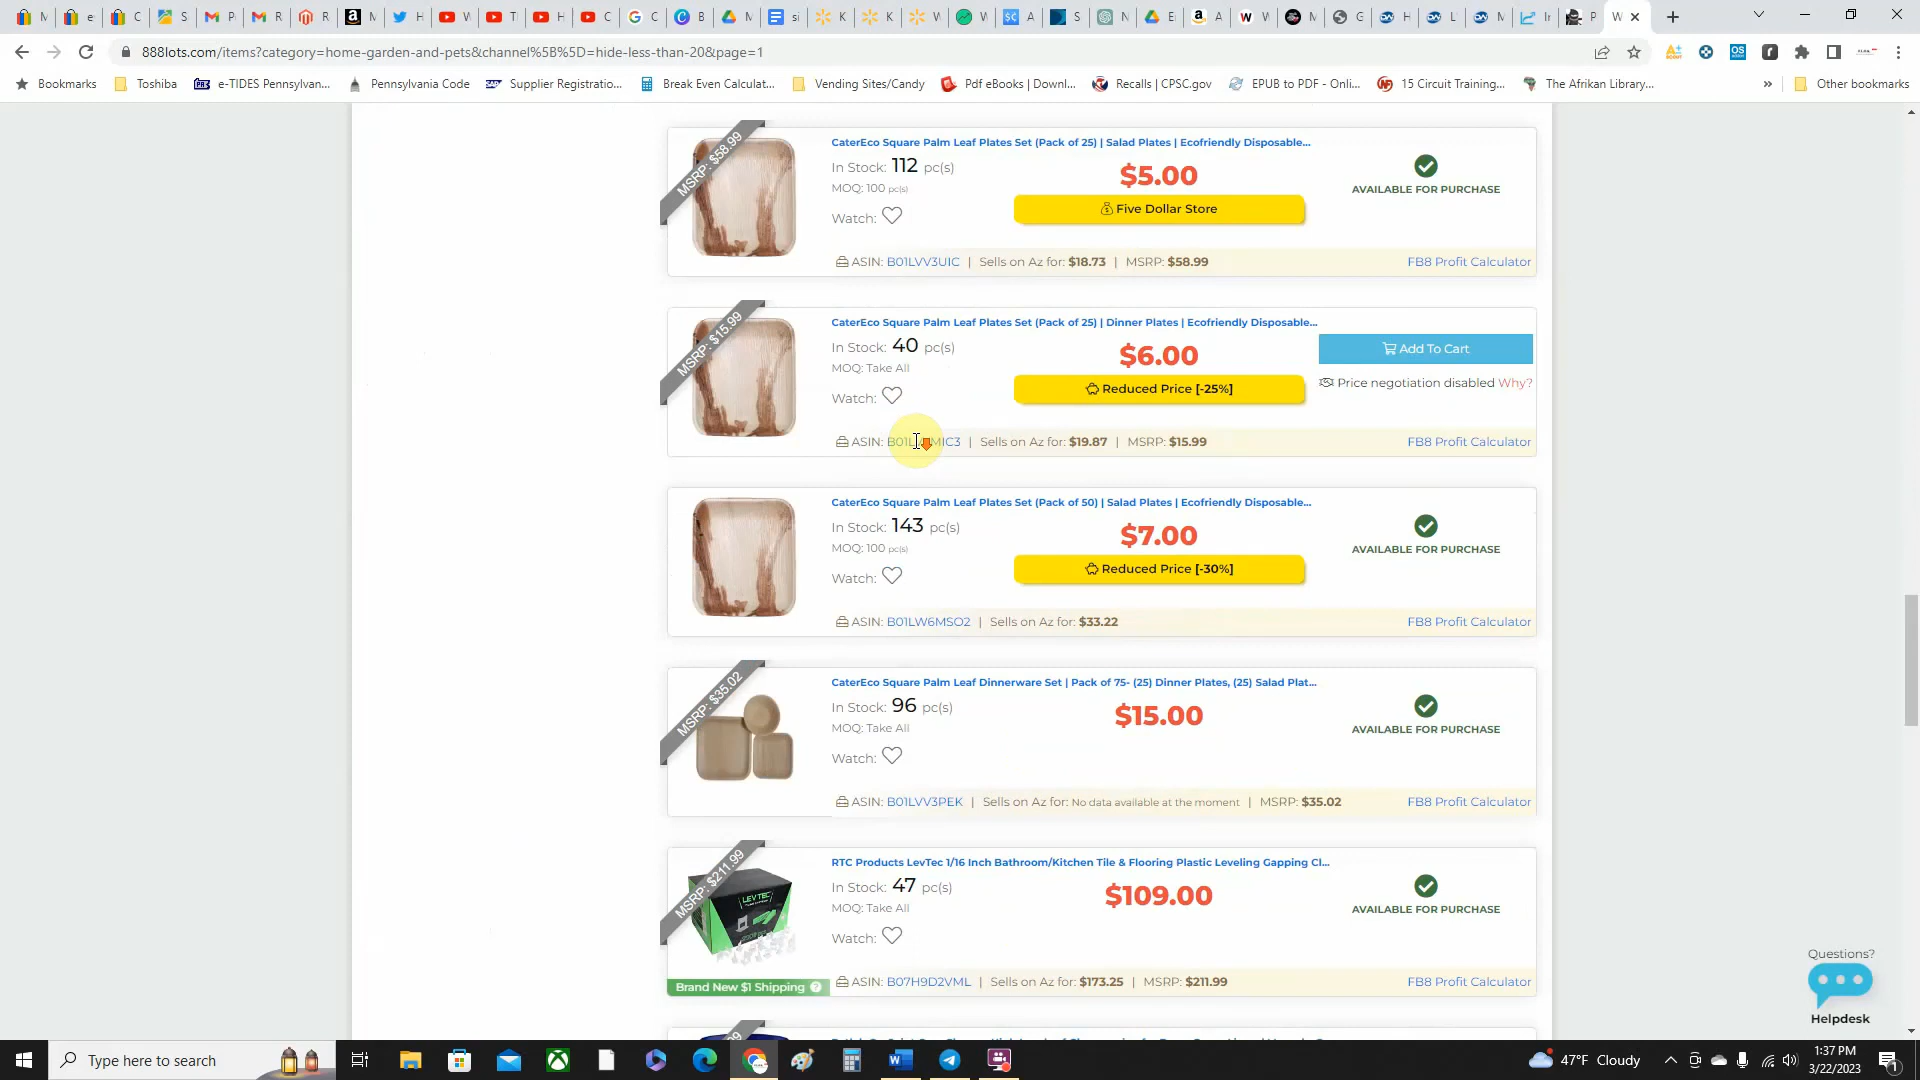 888lots.com/items?category=home-garden-and-pets&channel%5B%5D=hide-less-than-20&page=1
Bookmarks
Toshiba
e-TIDES Pennsylvan...
Pennsylvania Code
Supplier Registratio...
Break Even Calculat...
Vending Sites/Candy
Pdf eBooks | Downl...
Recalls | CPSC.gov
EPUB to PDF - Onli...
15 Circuit Training...
The Afrikan Library...
»
Other bookmarks
MSRP: $58.99
CaterEco Square Palm Leaf Plates Set (Pack of 25) | Salad Plates | Ecofriendly Disposable...
In Stock: 112 pc(s)
MOQ: 100 pc(s)
Watch:
$5.00
Five Dollar Store
AVAILABLE FOR PURCHASE
ASIN: B01LVV3UIC | Sells on Az for: $18.73 | MSRP: $58.99
FB8 Profit Calculator
MSRP: $15.99
CaterEco Square Palm Leaf Plates Set (Pack of 25) | Dinner Plates | Ecofriendly Disposable...
In Stock: 40 pc(s)
MOQ: Take All
Watch:
$6.00
Reduced Price [-25%]
Add To Cart
Price negotiation disabled Why?
ASIN: | Sells on Az for: $19.87 | MSRP: $15.99
FB8 Profit Calculator
CaterEco Square Palm Leaf Plates Set (Pack of 50) | Salad Plates | Ecofriendly Disposable...
In Stock: 143 pc(s)
MOQ: 100 pc(s)
Watch:
$7.00
Reduced Price [-30%]
AVAILABLE FOR PURCHASE
ASIN: B01LW6MSO2 | Sells on Az for: $33.22
FB8 Profit Calculator
MSRP: $35.02
CaterEco Square Palm Leaf Dinnerware Set | Pack of 75- (25) Dinner Plates, (25) Salad Plat...
In Stock: 96 pc(s)
MOQ: Take All
Watch:
$15.00
AVAILABLE FOR PURCHASE
ASIN: B01LVV3PEK | Sells on Az for: No data available at the moment | MSRP: $35.02
FB8 Profit Calculator
MSRP: $211.99
LEVTEC
RTC Products LevTec 1/16 Inch Bathroom/Kitchen Tile & Flooring Plastic Leveling Gapping Cl...
In Stock: 47 pc(s)
MOQ: Take All
Watch:
$109.00
AVAILABLE FOR PURCHASE
Brand New $1 Shipping ?
ASIN: B07H9D2VML | Sells on Az for: $173.25 | MSRP: $211.99
FB8 Profit Calculator
Questions?
Helpdesk
Type here to search
47°F Cloudy
1:37 PM
3/22/2023